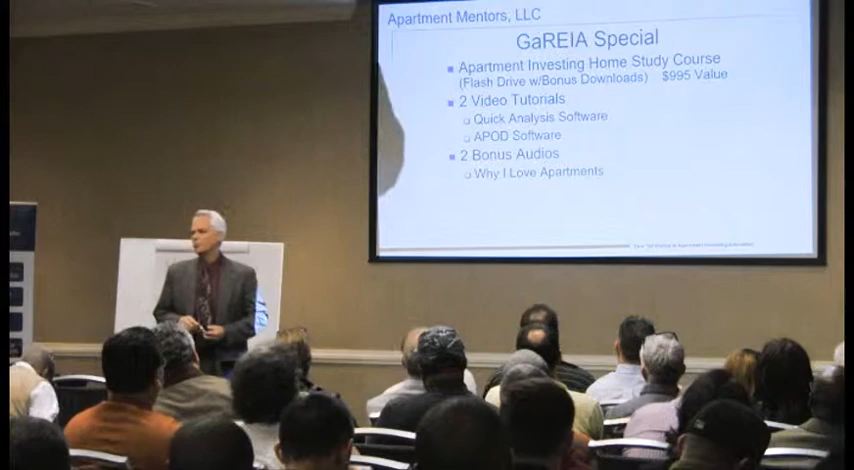 Apartment Mentors, LLC
GaREIA Special
Apartment Investing Home Study Course
(Flash Drive w/Bonus Downloads) $995 Value
2 Video Tutorials
Quick Analysis Software
APOD Software
2 Bonus Audios
Why I Love Apartments